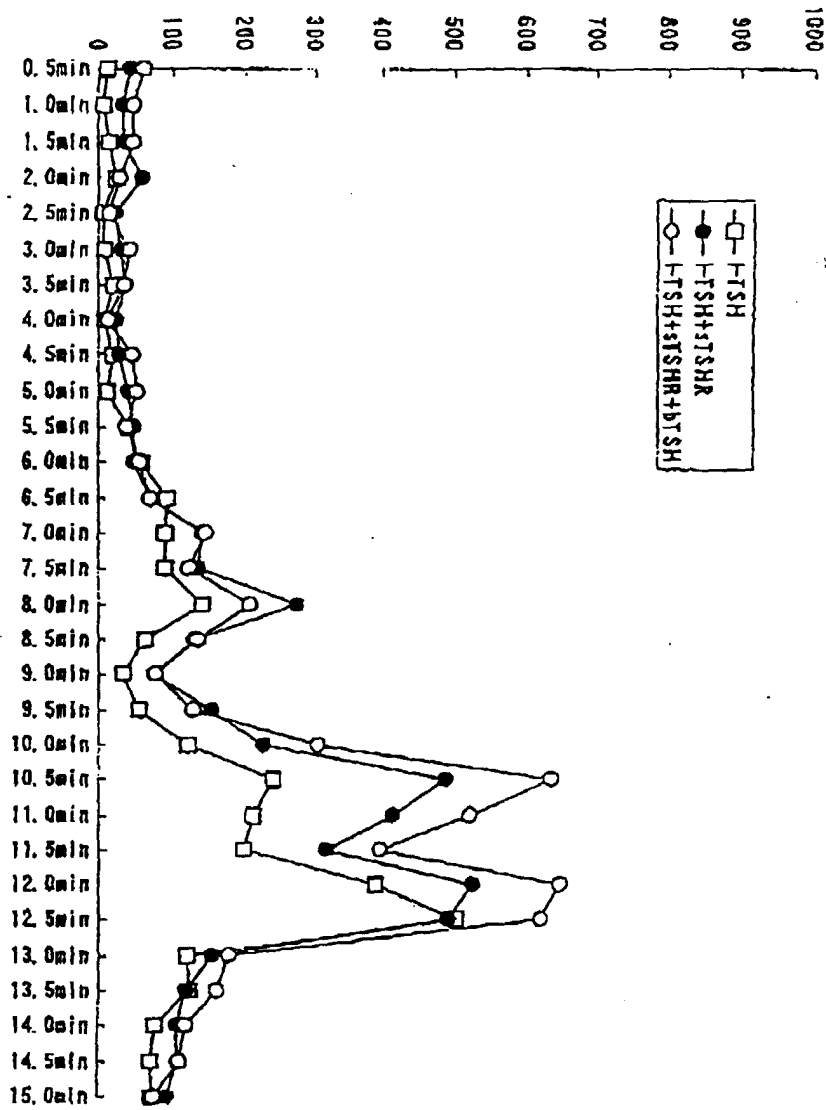 0
100
200
300
400
500
600
700
800
900
1000
0.5min
1.0min
1.5min
2.0min
2.5min
3.0min
3.5min
4.0min
4.5min
5.0min
5.5min
6.0min
6.5min
7.0min
7.5min
8.0min
8.5min
9.0min
9.5min
10.0min
10.5min
11.0min
11.5min
12.0min
12.5min
13.0min
13.5min
14.0min
14.5min
15.0min
I-TSH
I-TSH+sTSHR
I-TSH+sTSHR+bTSH